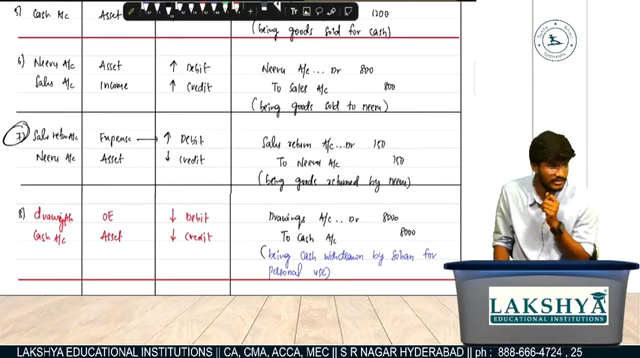 5) Cash A/c Asset 1200
(being goods sold for cash)
6) Neeru A/c Asset ↑ Debit Neeru A/c... Dr 800
Sales A/c Income ↑ Credit To Sales A/c 800
(being goods sold to neeru)
7) Sales return A/c Expense → ↑ Debit Sales return A/c...Dr 150
Neeru A/c Asset ↓ Credit To Neeru A/c 150
(being goods returned by neeru)
8) OE ↓ Debit Drawings A/c .. Dr 8000
Cash A/c Asset ↓ Credit To Cash A/c 8000
(being cash withdrawn by Sohan for
personal use)
LAKSHYA
EDUCATIONAL INSTITUTIONS
LAKSHYA EDUCATIONAL INSTITUTIONS || CA, CMA, ACCA, MEC || S R NAGAR HYDERABAD || ph : 888-666-4724 , 25